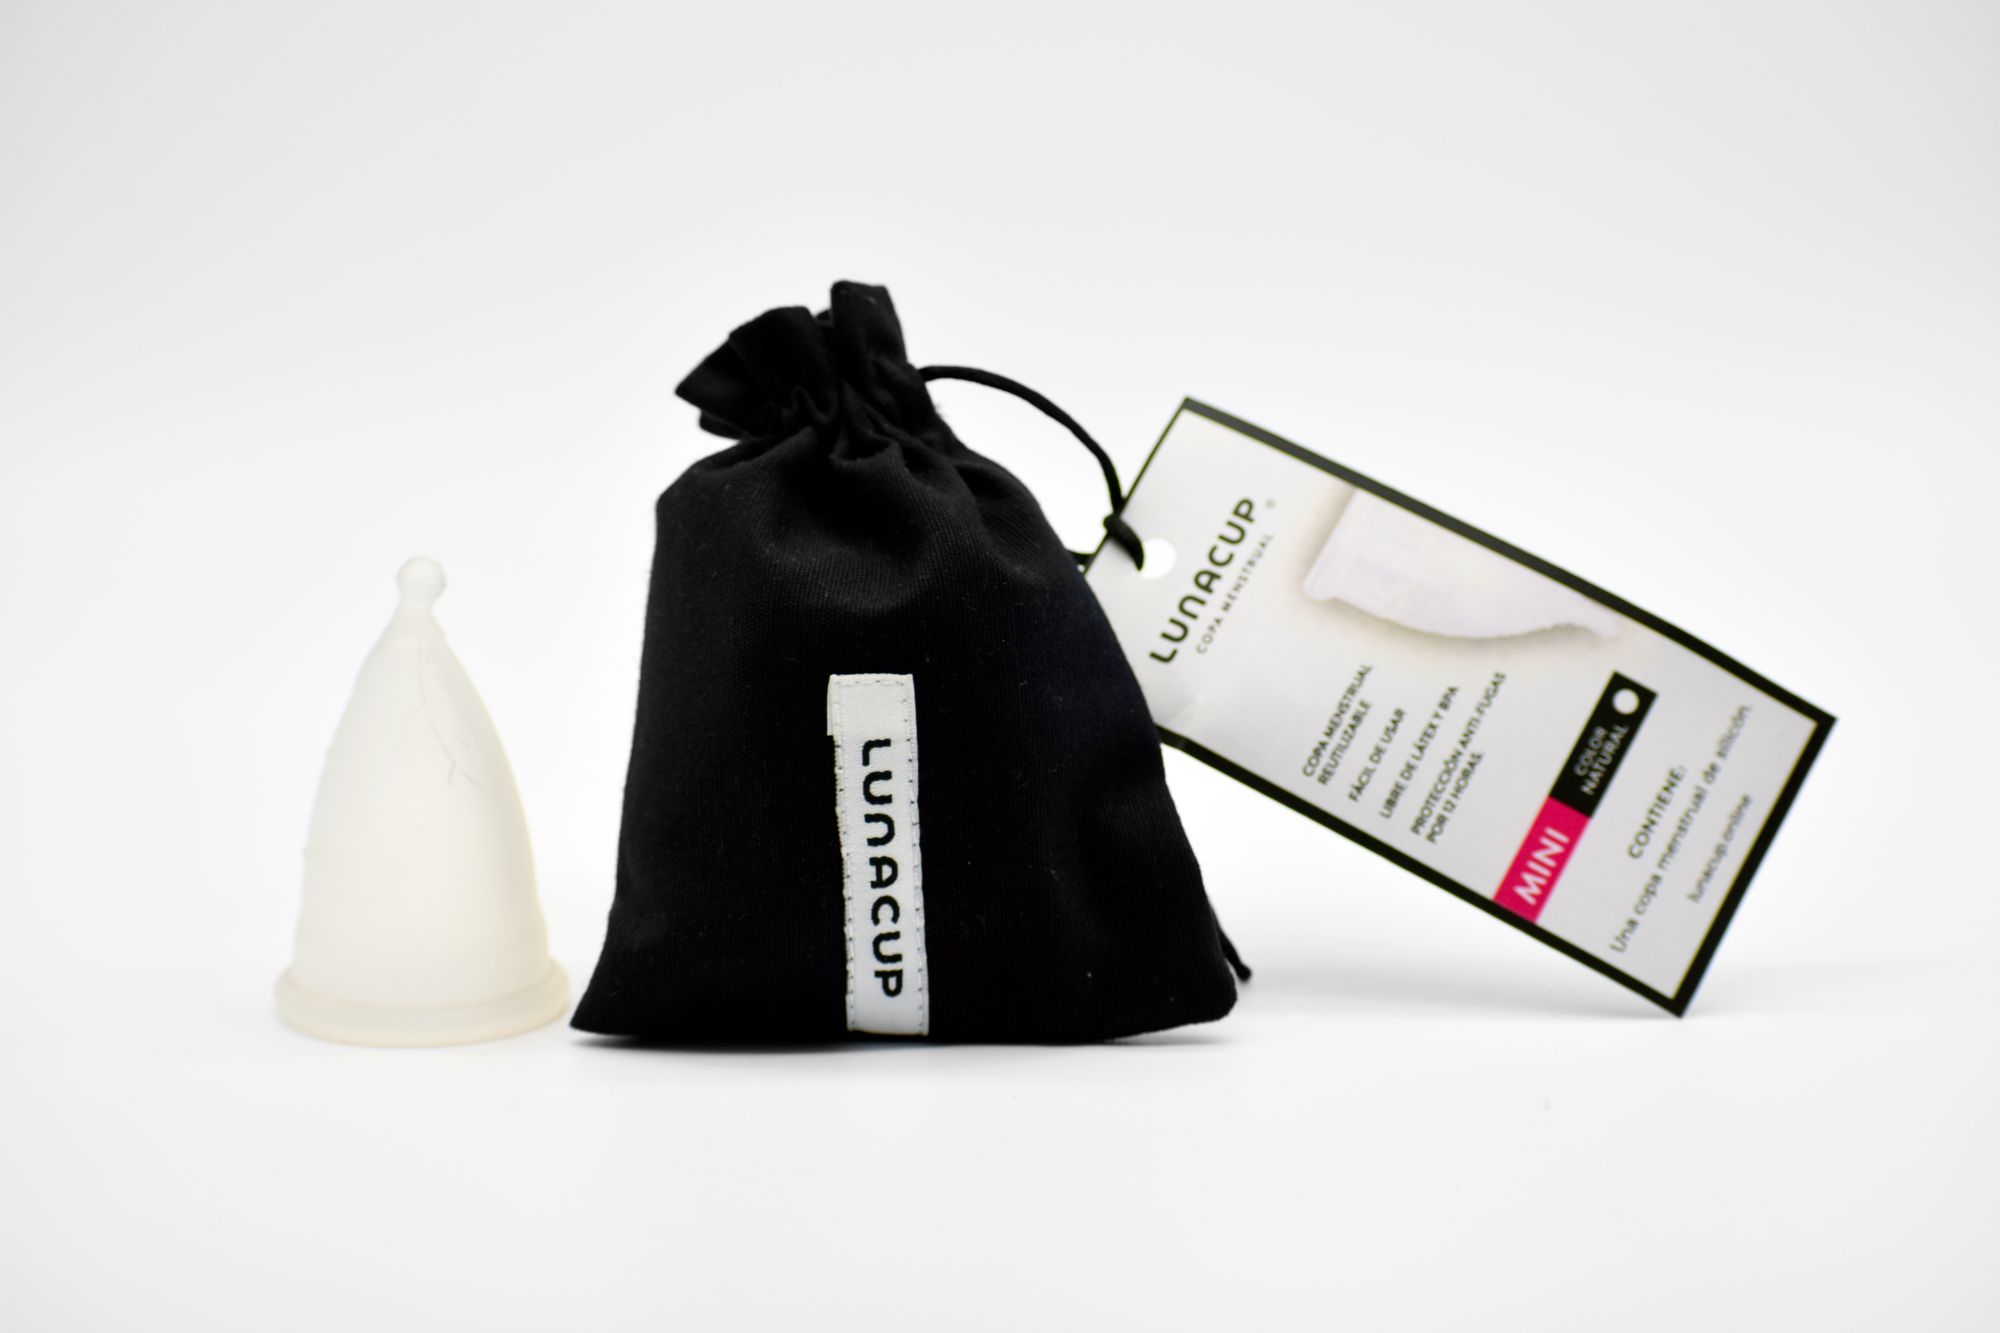 LUNACUP
LUNACUP
COPA MENSTRUAL
COPA MENSTRUAL
REUTILIZABLE
FÁCIL DE USAR
LIBRE DE LÁTEX Y BPA
PROTECCIÓN ANTI-FUGAS
POR 12 HORAS.
MINI
COLOR
NATURAL
CONTIENE:
Una copa menstrual de silicón.
lunacup.online